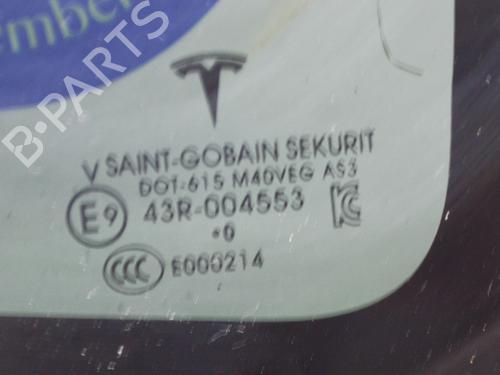 ember
B-PARTS
V SAINT-GOBAIN SEKURIT
DOT-615 M40VEG AS3
E9 43R-004553
•0
CCC E000214